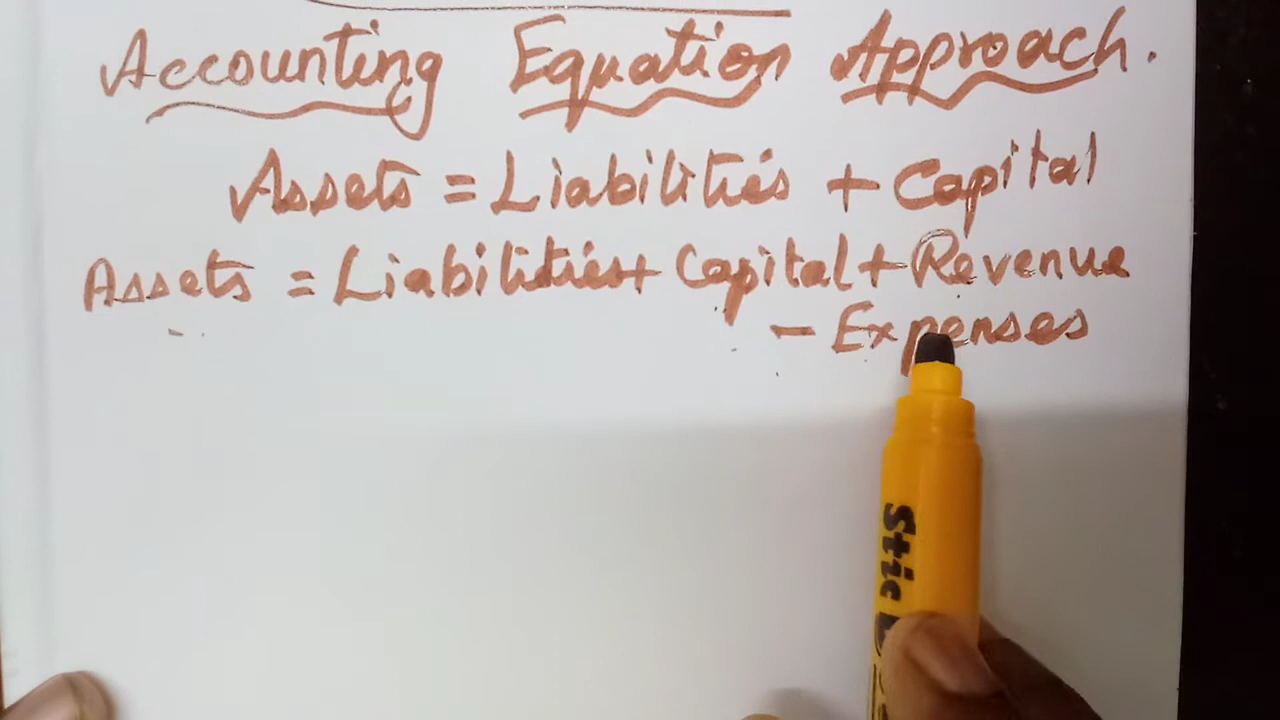 Accounting Equation Approach.
Assets = Liabilities + Capital
Assets = Liabilities + Capital + Revenue
- Expenses
Stic